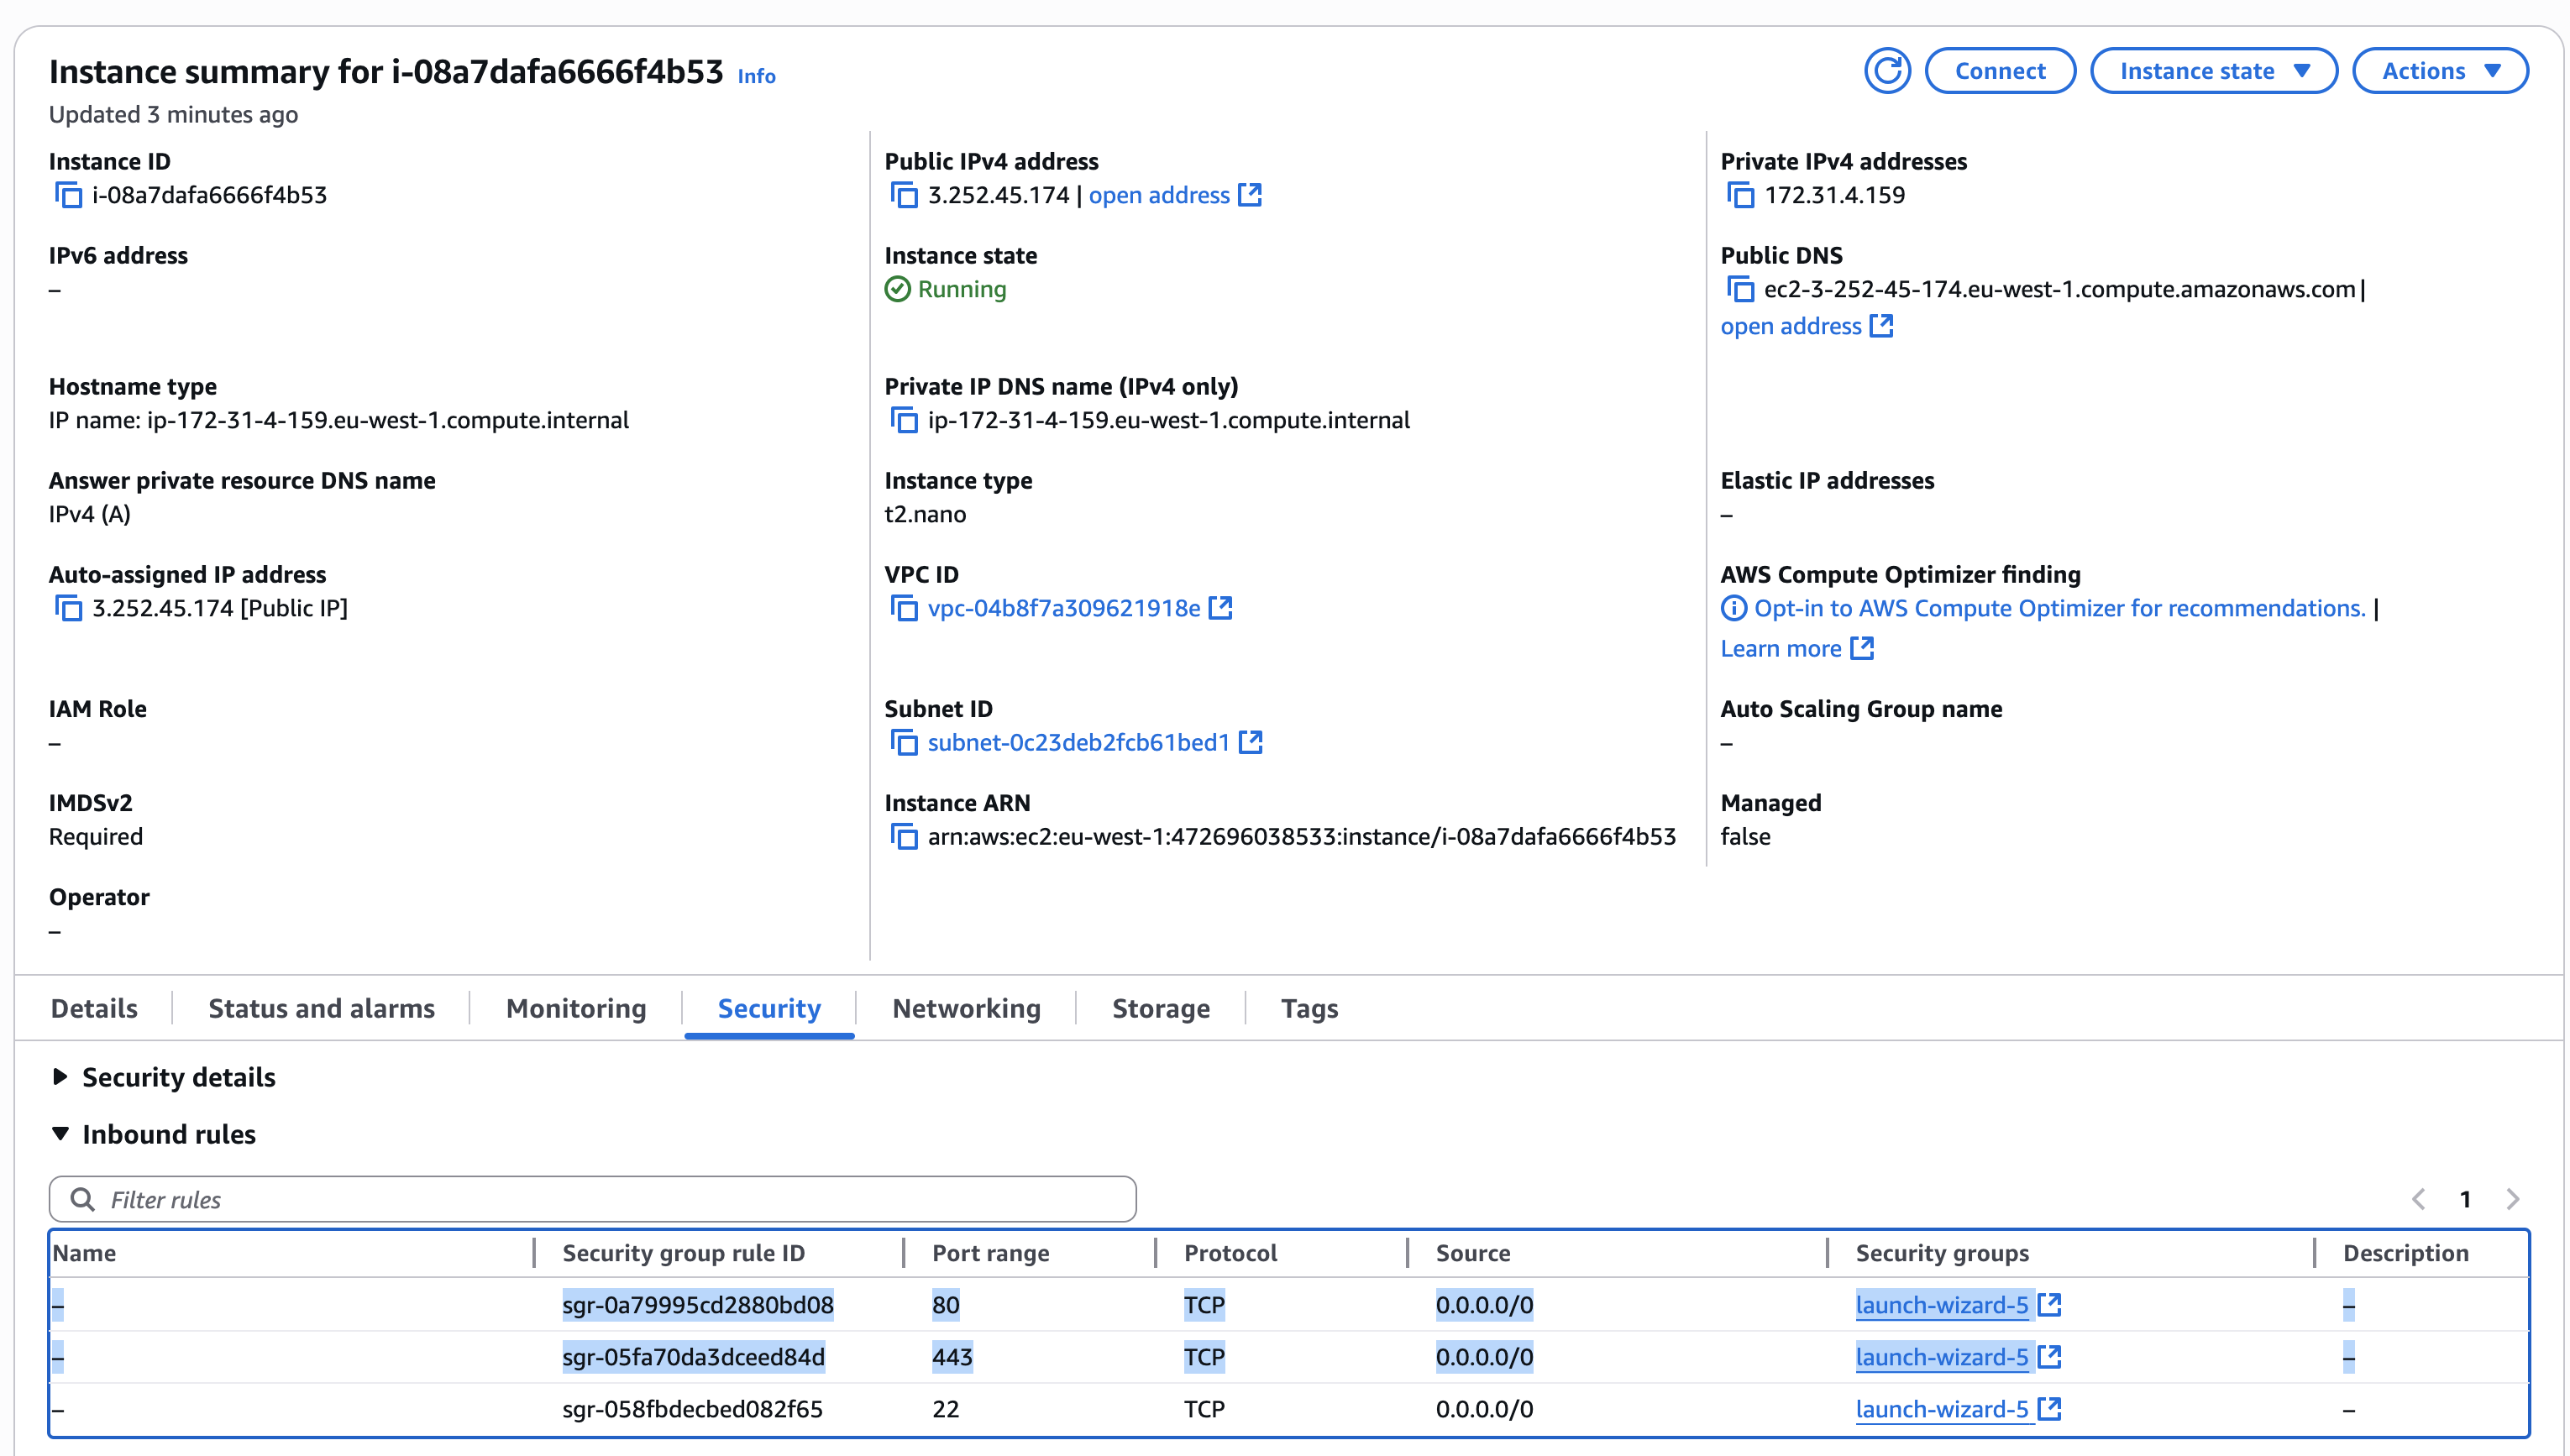 Instance summary for i-08a7dafa6666f4b53 Info
Connect
Instance state
Actions
Updated 3 minutes ago
Instance ID
i-08a7dafa6666f4b53
Public IPv4 address
3.252.45.174 | open address
Private IPv4 addresses
172.31.4.159
IPv6 address
–
Instance state
Running
Public DNS
ec2-3-252-45-174.eu-west-1.compute.amazonaws.com |
open address
Hostname type
IP name: ip-172-31-4-159.eu-west-1.compute.internal
Private IP DNS name (IPv4 only)
ip-172-31-4-159.eu-west-1.compute.internal
Answer private resource DNS name
IPv4 (A)
Instance type
t2.nano
Elastic IP addresses
–
Auto-assigned IP address
3.252.45.174 [Public IP]
VPC ID
vpc-04b8f7a309621918e
AWS Compute Optimizer finding
Opt-in to AWS Compute Optimizer for recommendations. |
Learn more
IAM Role
–
Subnet ID
subnet-0c23deb2fcb61bed1
Auto Scaling Group name
–
IMDSv2
Required
Instance ARN
arn:aws:ec2:eu-west-1:472696038533:instance/i-08a7dafa6666f4b53
Managed
false
Operator
–
Details Status and alarms Monitoring Security Networking Storage Tags
Security details
Inbound rules
Filter rules
1
Name Security group rule ID Port range Protocol Source Security groups Description
– sgr-0a79995cd2880bd08 80 TCP 0.0.0.0/0 launch-wizard-5 –
– sgr-05fa70da3dceed84d 443 TCP 0.0.0.0/0 launch-wizard-5 –
– sgr-058fbdecbed082f65 22 TCP 0.0.0.0/0 launch-wizard-5 –